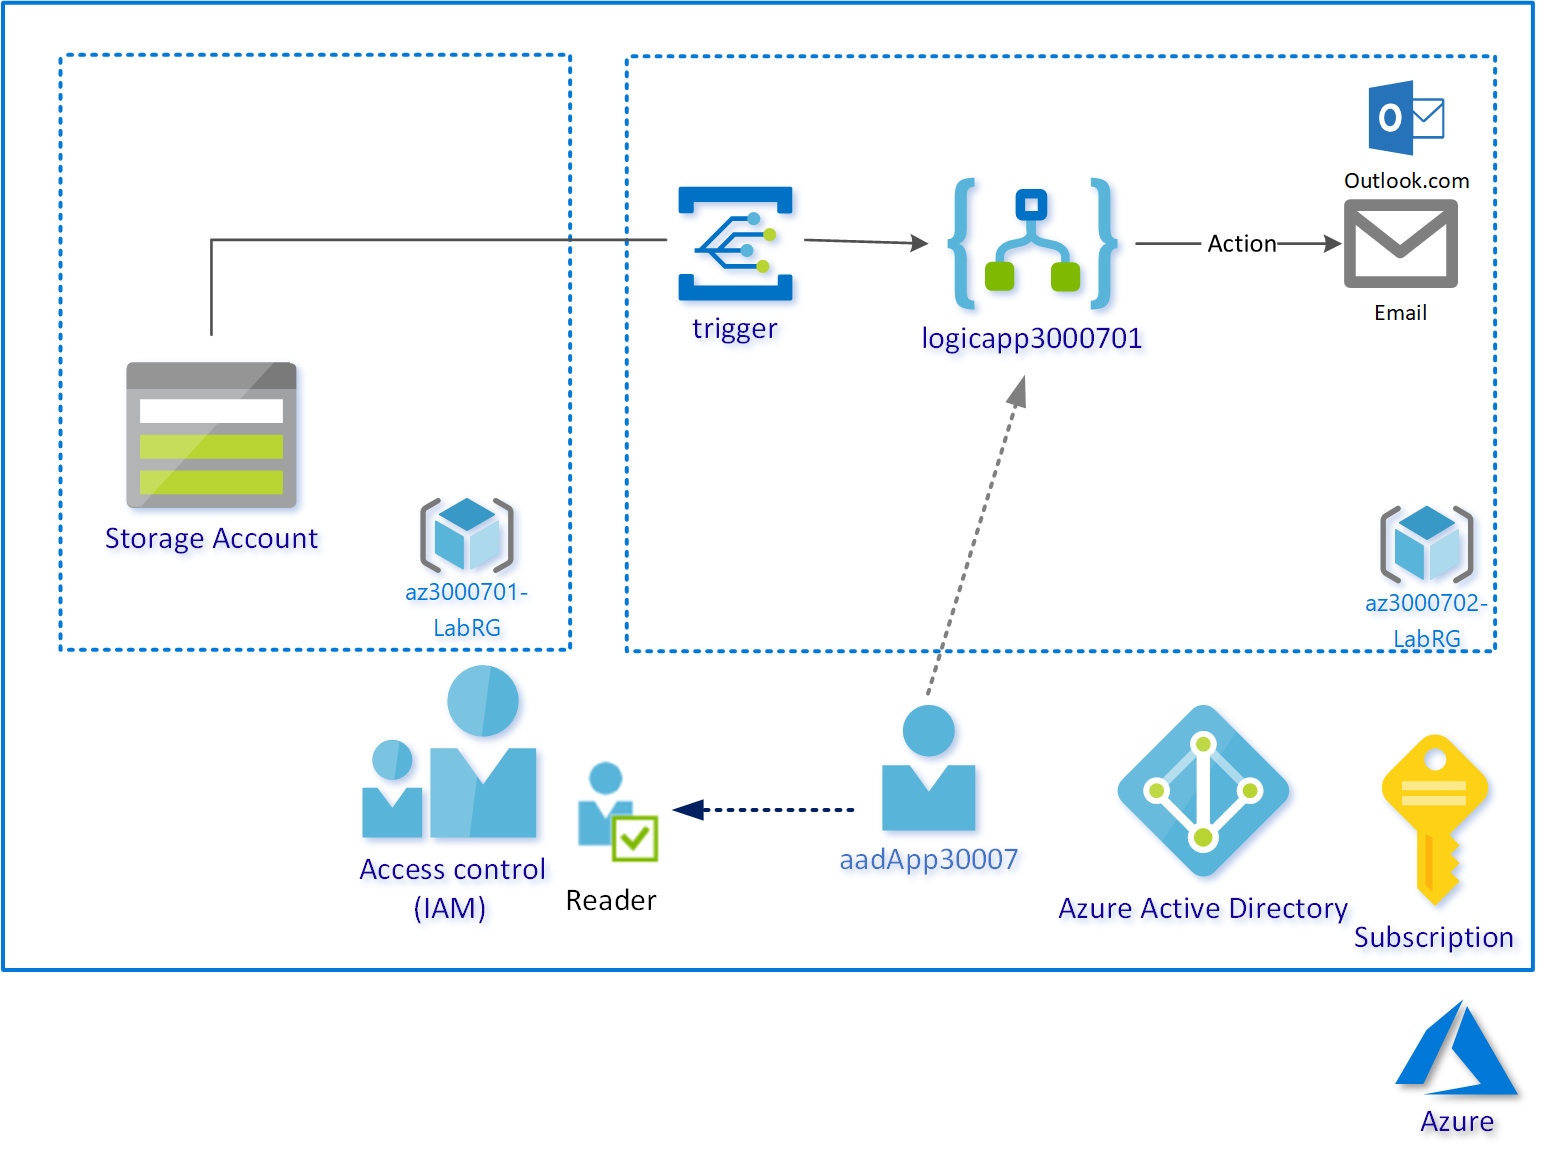 Outlook.com
Action
Email
trigger
logicapp3000701
Storage Account
az3000701-
LabRG
az3000702-
LabRG
Access control
(IAM)
Reader
aadApp30007
Azure Active Directory
Subscription
Azure